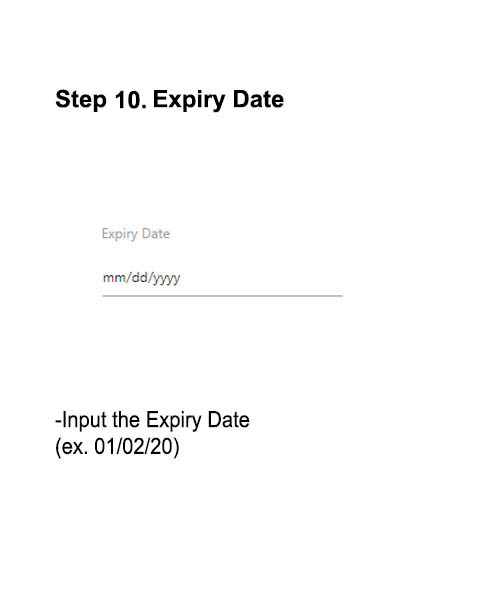 Step 10. Expiry Date
Expiry Date
mm/dd/yyyy
-Input the Expiry Date
(ex. 01/02/20)